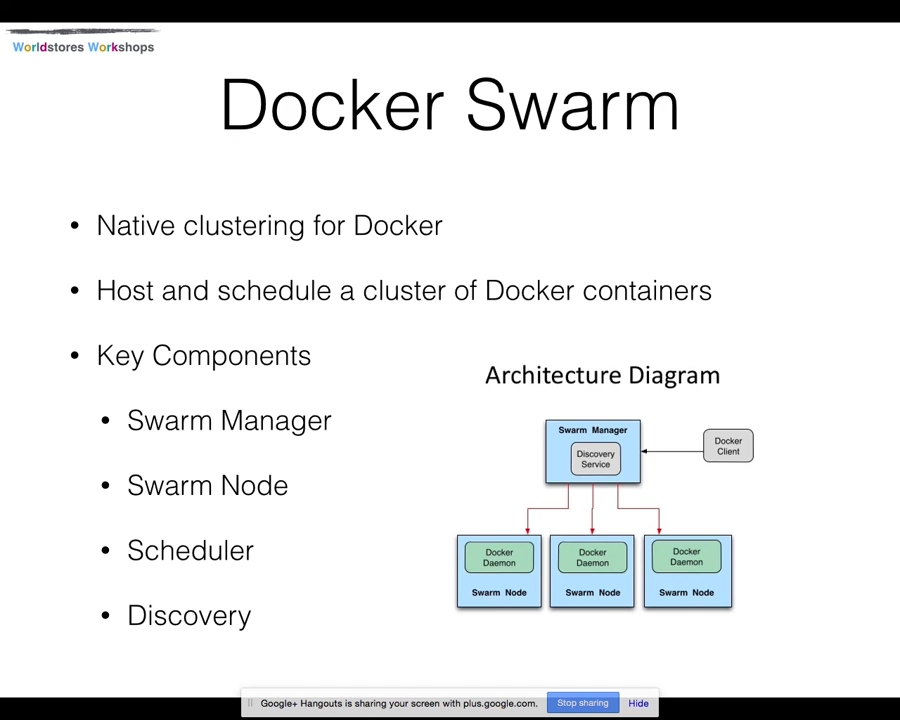 Worldstores Workshops
Docker Swarm
• Native clustering for Docker
• Host and schedule a cluster of Docker containers
• Key Components
• Swarm Manager
• Swarm Node
• Scheduler
• Discovery
Architecture Diagram
Swarm Manager
Discovery
Service
Docker
Client
Docker
Daemon
Swarm Node
Docker
Daemon
Swarm Node
Docker
Daemon
Swarm Node
Google+ Hangouts is sharing your screen with plus.google.com.
Stop sharing
Hide